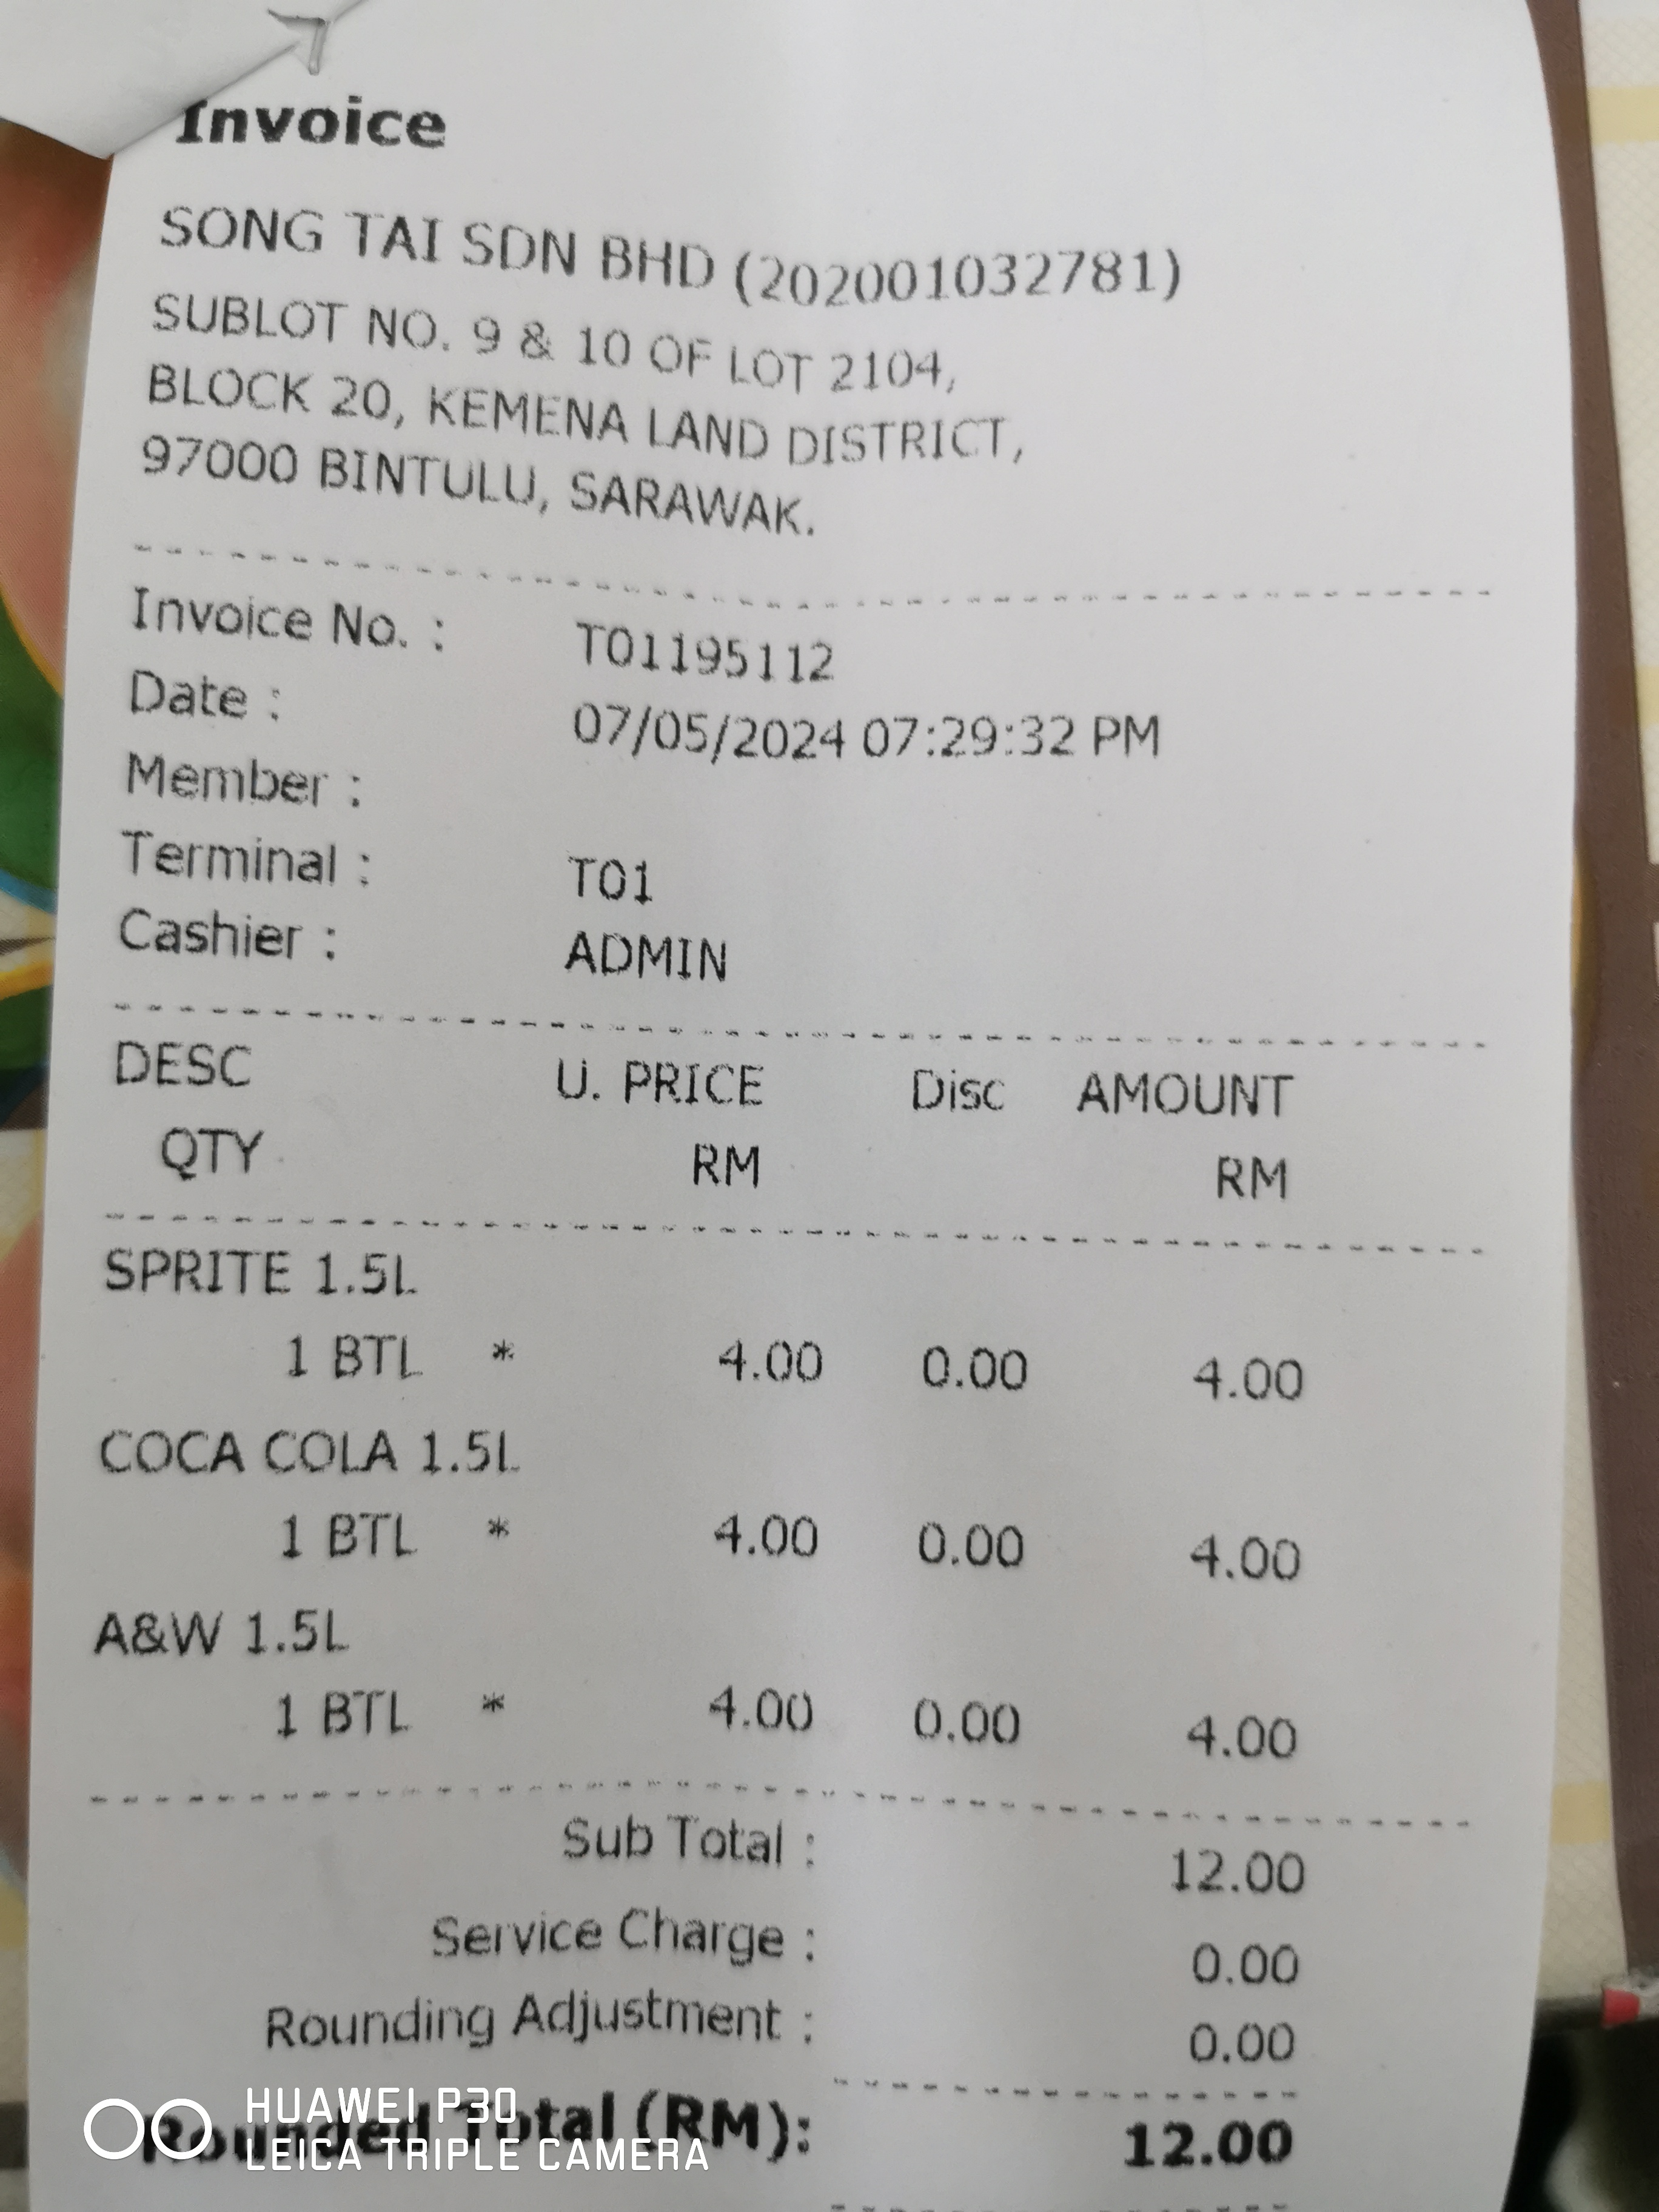 Invoice
SONG TAI SDN BHD (202001032781)
SUBLOT NO. 9 & 10 OF LOT 2104,
BLOCK 20, KEMENA LAND DISTRICT,
97000 BINTULU, SARAWAK.
Invoice No. : T01195112
Date : 07/05/2024 07:29:32 PM
Member :
Terminal : T01
Cashier : ADMIN
DESC U. PRICE Disc AMOUNT
QTY RM RM
SPRITE 1.5L
1 BTL * 4.00 0.00 4.00
COCA COLA 1.5L
1 BTL * 4.00 0.00 4.00
A&W 1.5L
1 BTL * 4.00 0.00 4.00
Sub Total : 12.00
Service Charge : 0.00
Rounding Adjustment : 0.00
Rounded Total (RM): 12.00
HUAWEI P30
LEICA TRIPLE CAMERA